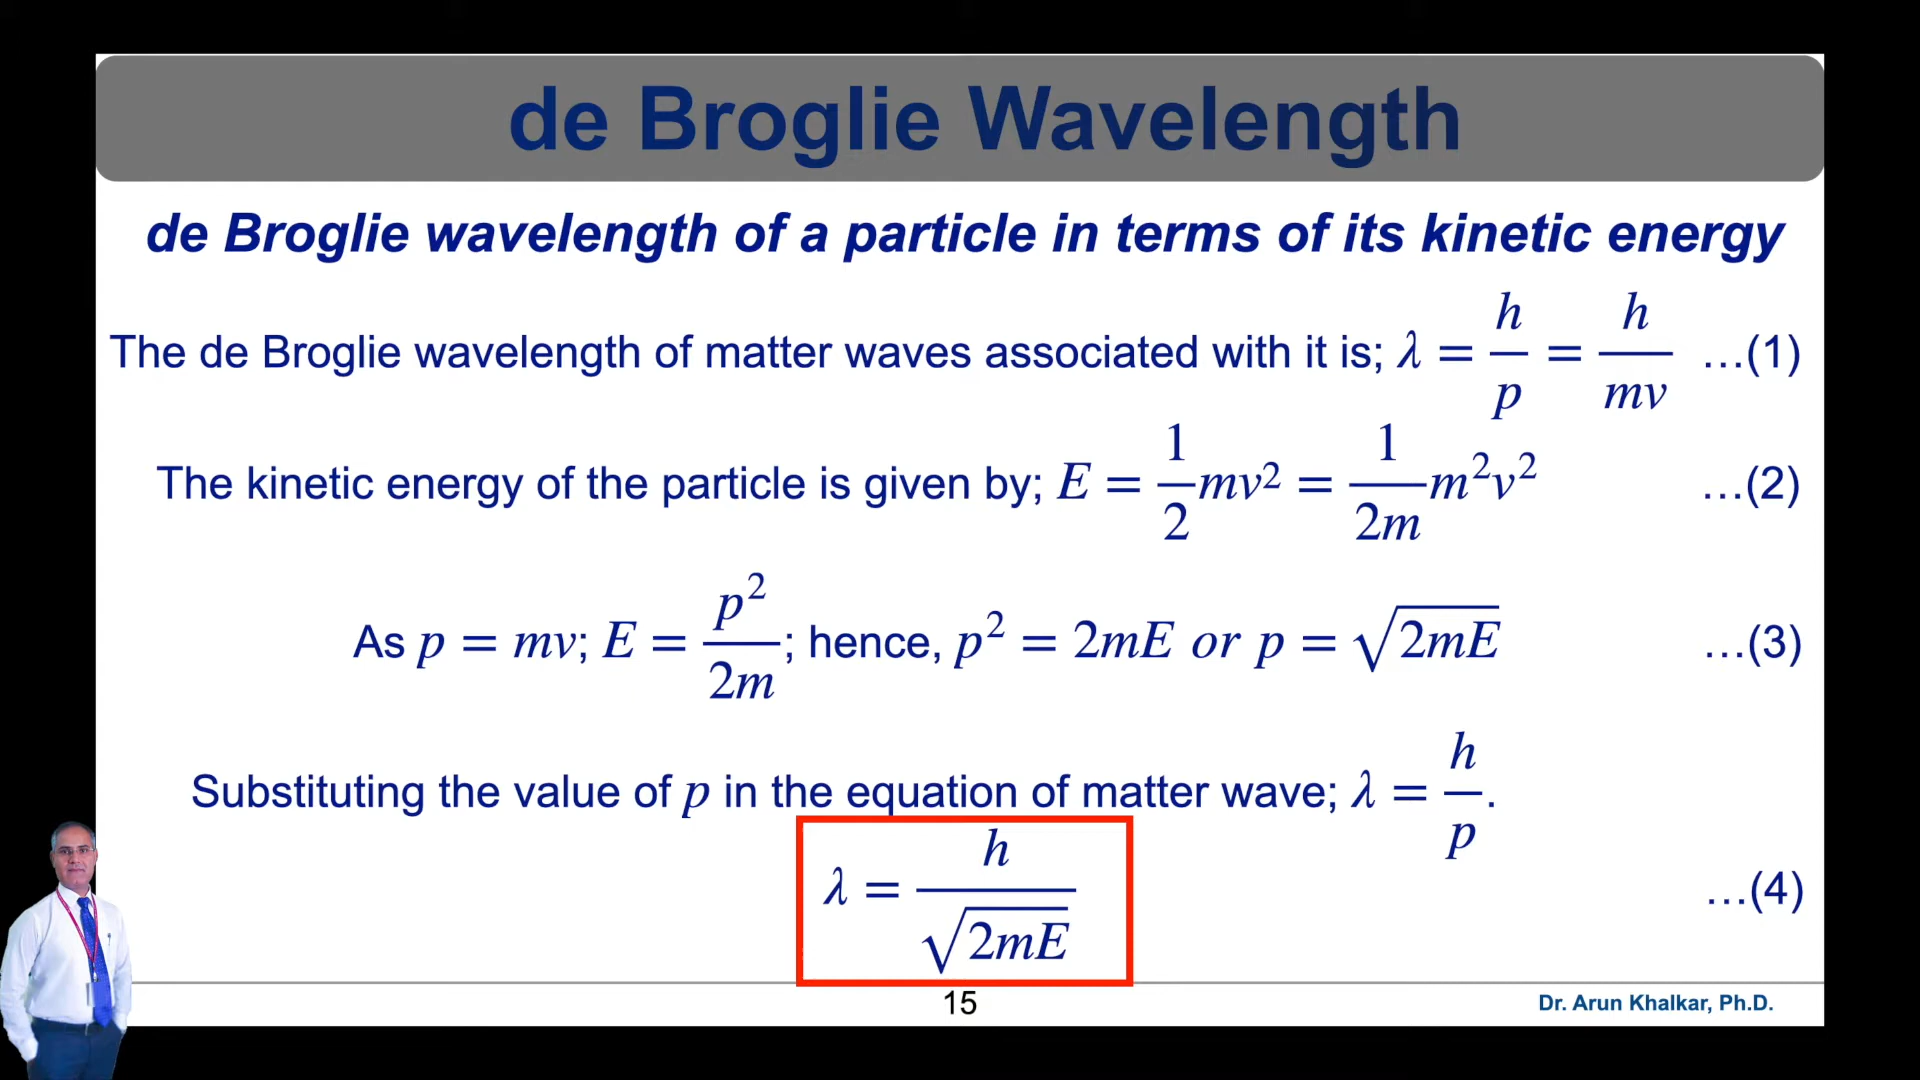 de Broglie Wavelength
de Broglie wavelength of a particle in terms of its kinetic energy
The de Broglie wavelength of matter waves associated with it is; λ = h/p = h/mv …(1)
The kinetic energy of the particle is given by; E = 1/2 mv² = 1/2m m²v² …(2)
As p = mv; E = p²/2m; hence, p² = 2mE or p = √2mE …(3)
Substituting the value of p in the equation of matter wave; λ = h/p.
λ = h/√2mE …(4)
15
Dr. Arun Khalkar, Ph.D.